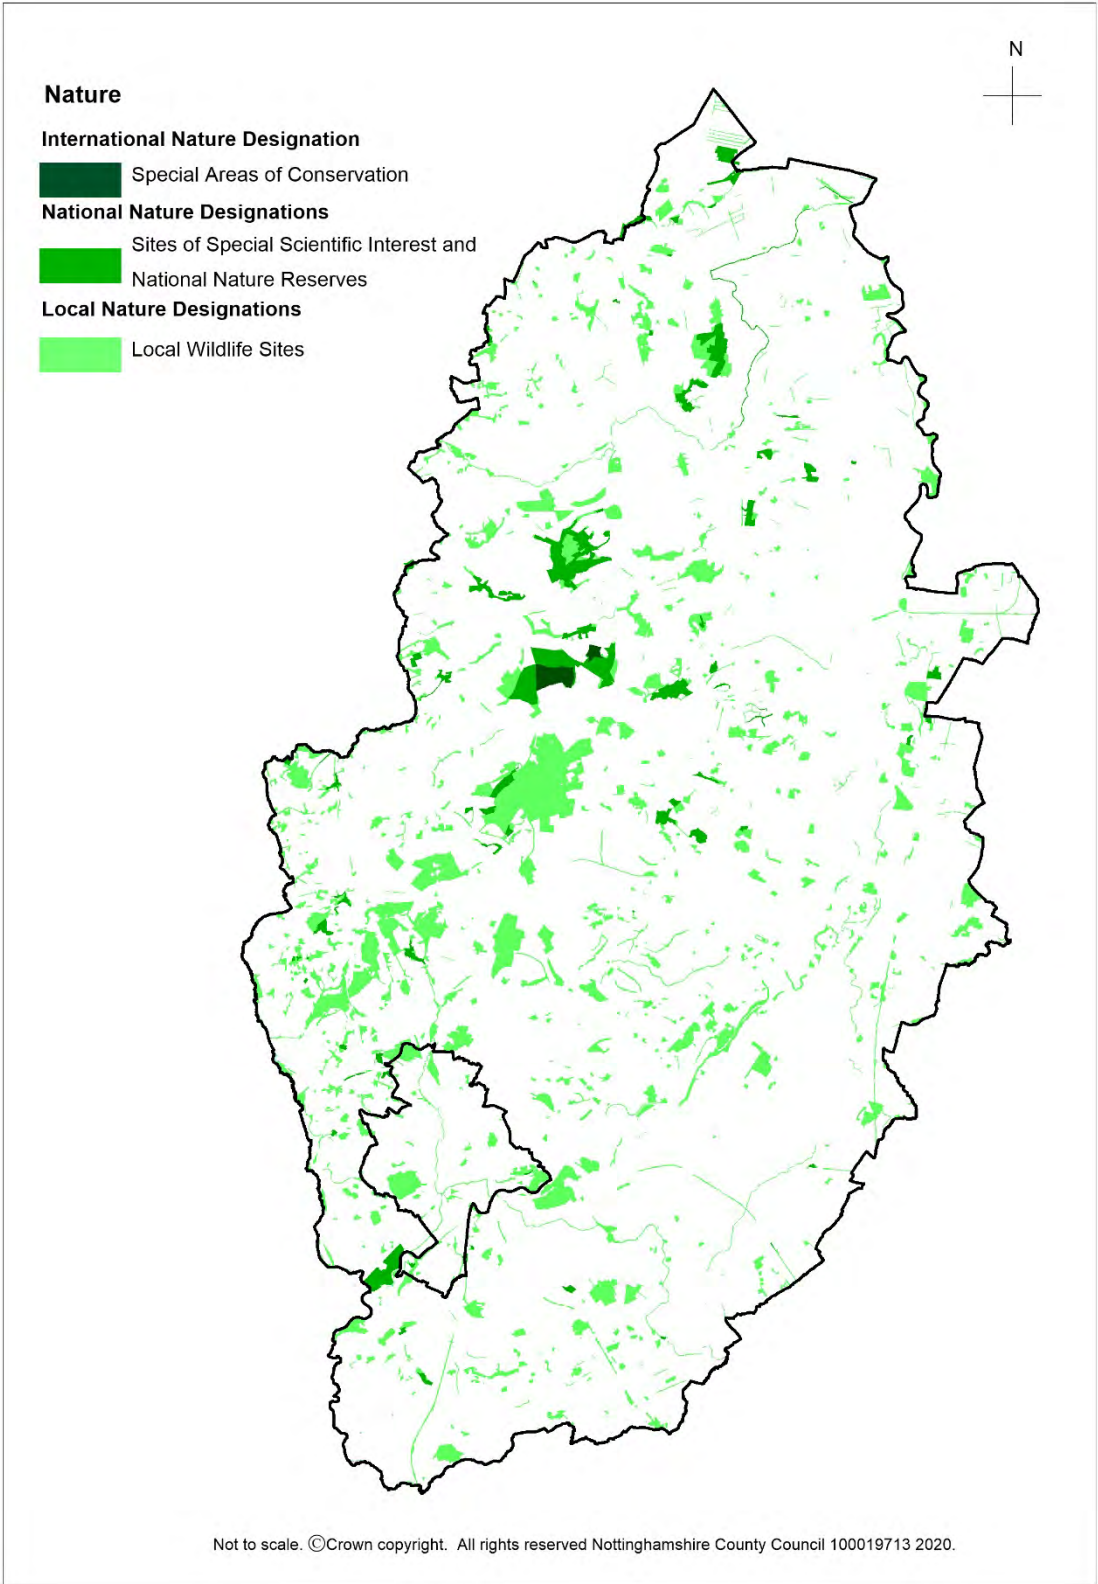 N
Nature
International Nature Designation
Special Areas of Conservation
National Nature Designations
Sites of Special Scientific Interest and
National Nature Reserves
Local Nature Designations
Local Wildlife Sites
Not to scale. ©Crown copyright. All rights reserved Nottinghamshire County Council 100019713 2020.